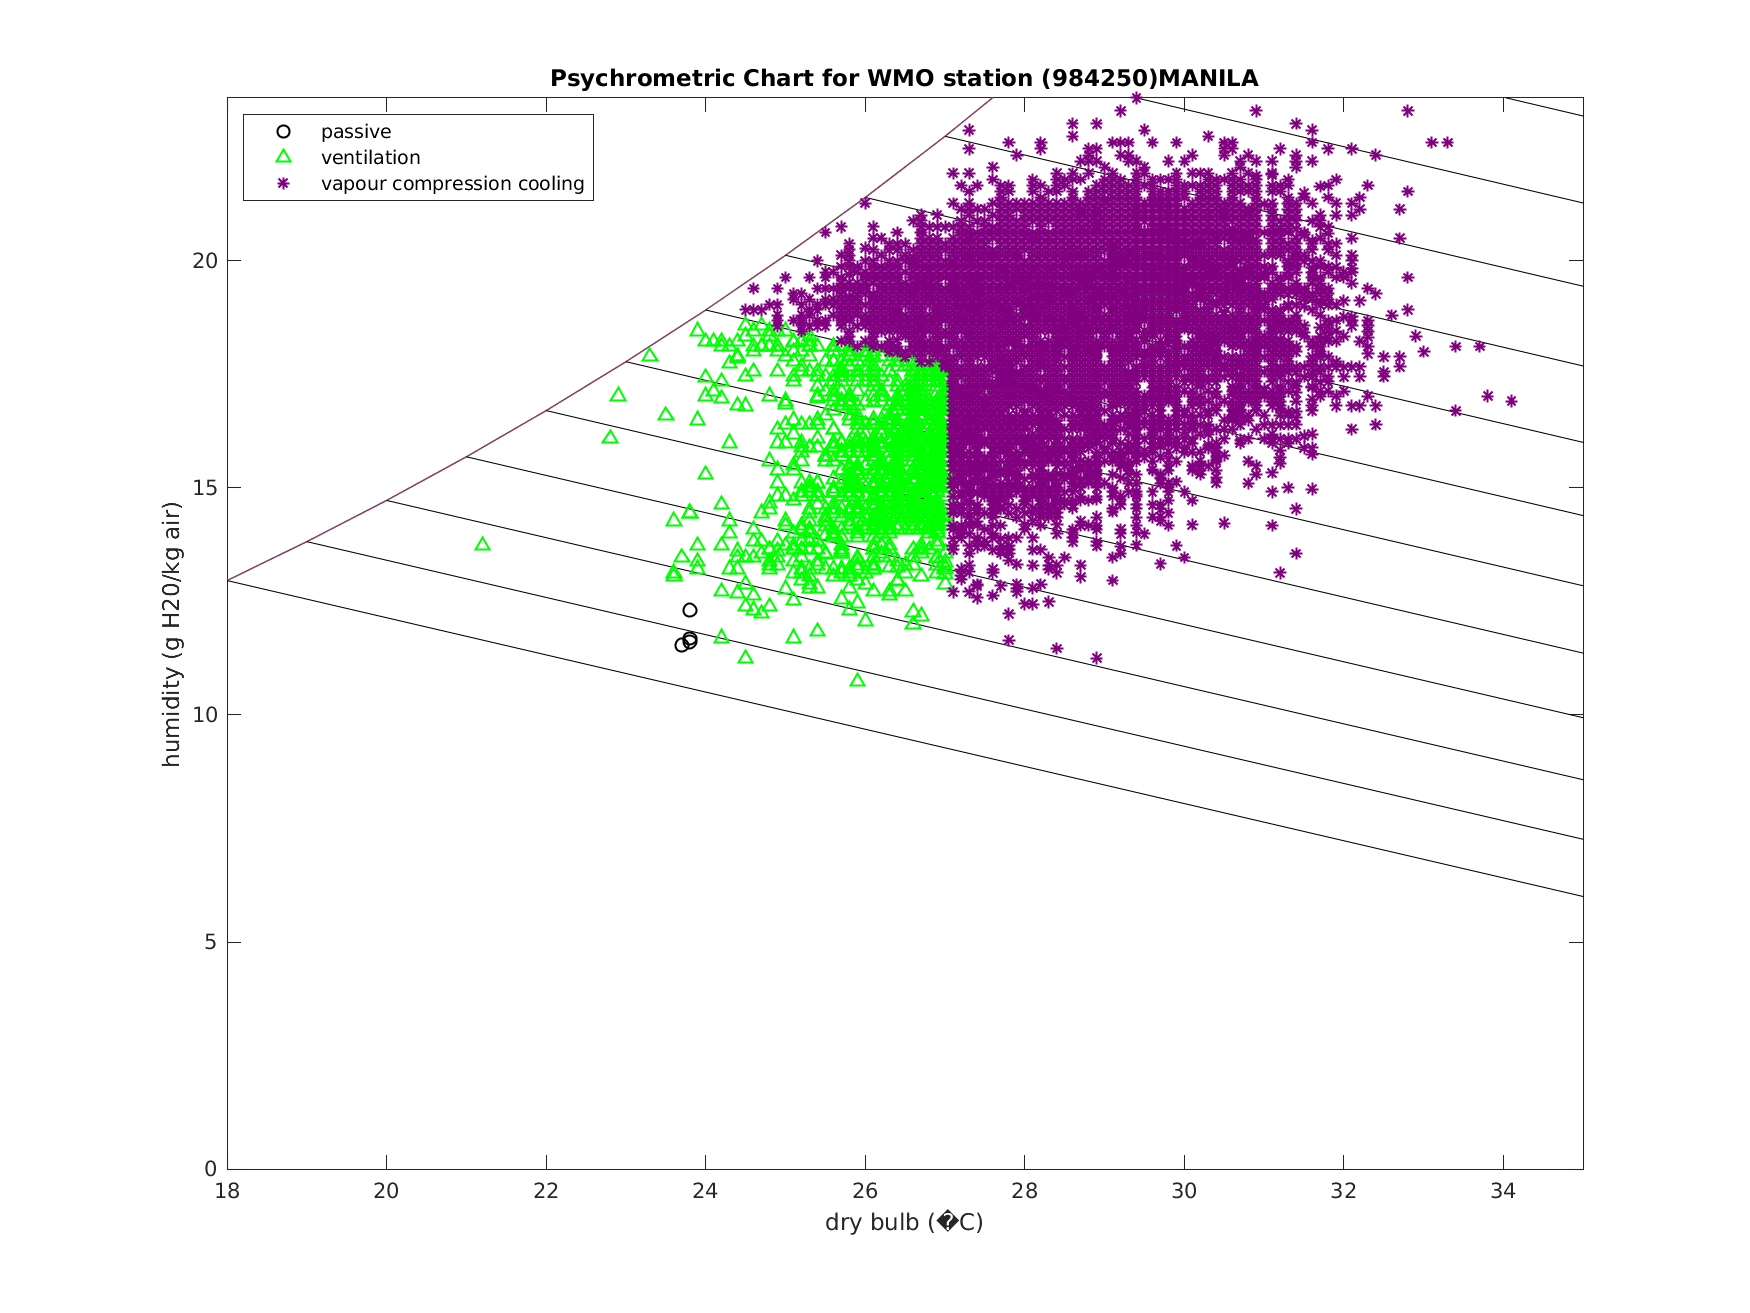 Psychrometric Chart for WMO station (984250)MANILA
passive
ventilation
vapour compression cooling
20
15
10
5
0
humidity (g H20/kg air)
18 20 22 24 26 28 30 32 34
dry bulb (�C)